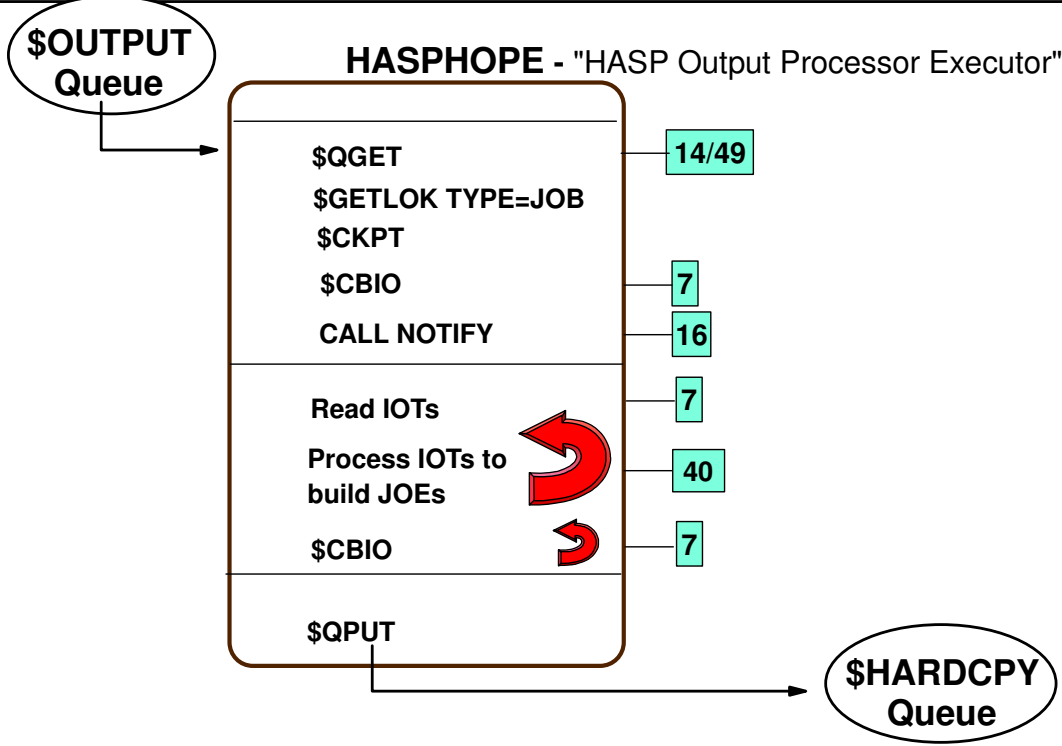 $OUTPUT
Queue
HASPHOPE - "HASP Output Processor Executor"
$QGET
14/49
$GETLOK TYPE=JOB
$CKPT
$CBIO
7
CALL NOTIFY
16
Read IOTs
7
Process IOTs to
build JOEs
40
$CBIO
7
$QPUT
$HARDCPY
Queue